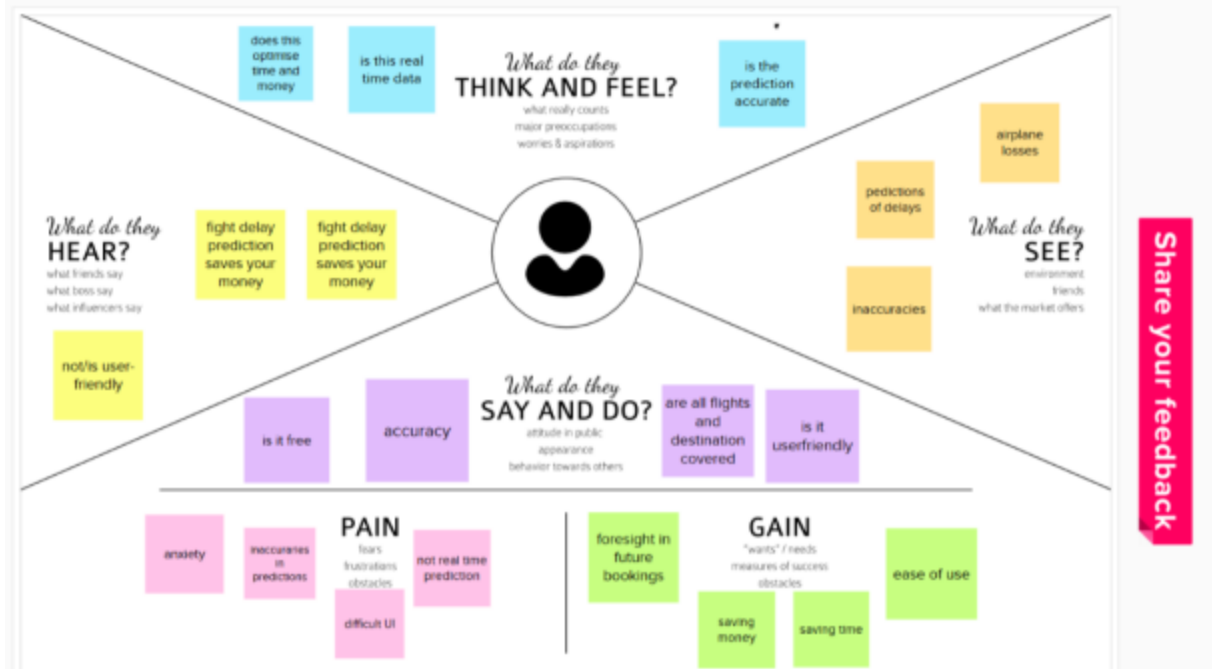 does this
optimise
time and
money
is this real
time data
What do they
THINK AND FEEL?
what really counts
major preoccupations
worries & aspirations
is the
prediction
accurate
airplane
losses
pedictions
of delays
What do they
SEE?
environment
friends
what the market offers
inaccuracies
What do they
HEAR?
what friends say
what boss say
what influencers say
fight delay
prediction
saves your
money
fight delay
prediction
saves your
money
not/is user-
friendly
What do they
SAY AND DO?
attitude in public
appearance
behavior towards others
is it free
accuracy
are all flights
and
destination
covered
is it
userfriendly
PAIN
fears
frustrations
obstacles
anxiety
inaccuraries
in
predictions
not real time
prediction
difficult UI
GAIN
"wants" / needs
measures of success
obstacles
foresight in
future
bookings
saving
money
saving time
ease of use
Share your feedback